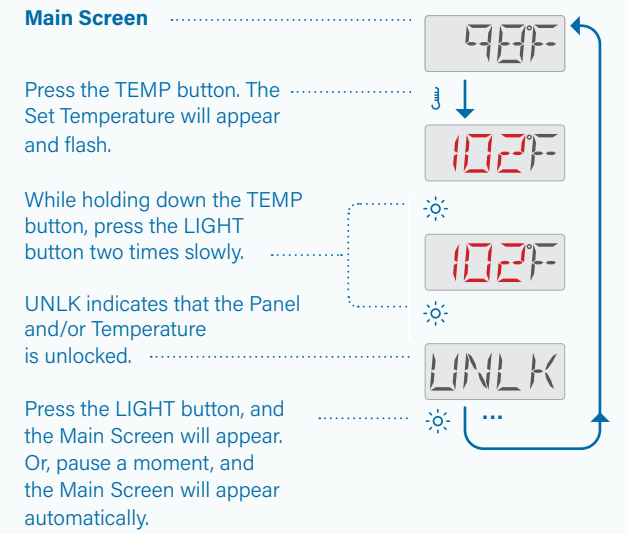 Main Screen
98°F
Press the TEMP button. The
Set Temperature will appear
and flash.
102°F
While holding down the TEMP
button, press the LIGHT
button two times slowly.
102°F
UNLK indicates that the Panel
and/or Temperature
is unlocked.
UNLK
Press the LIGHT button, and
the Main Screen will appear.
Or, pause a moment, and
the Main Screen will appear
automatically.
...